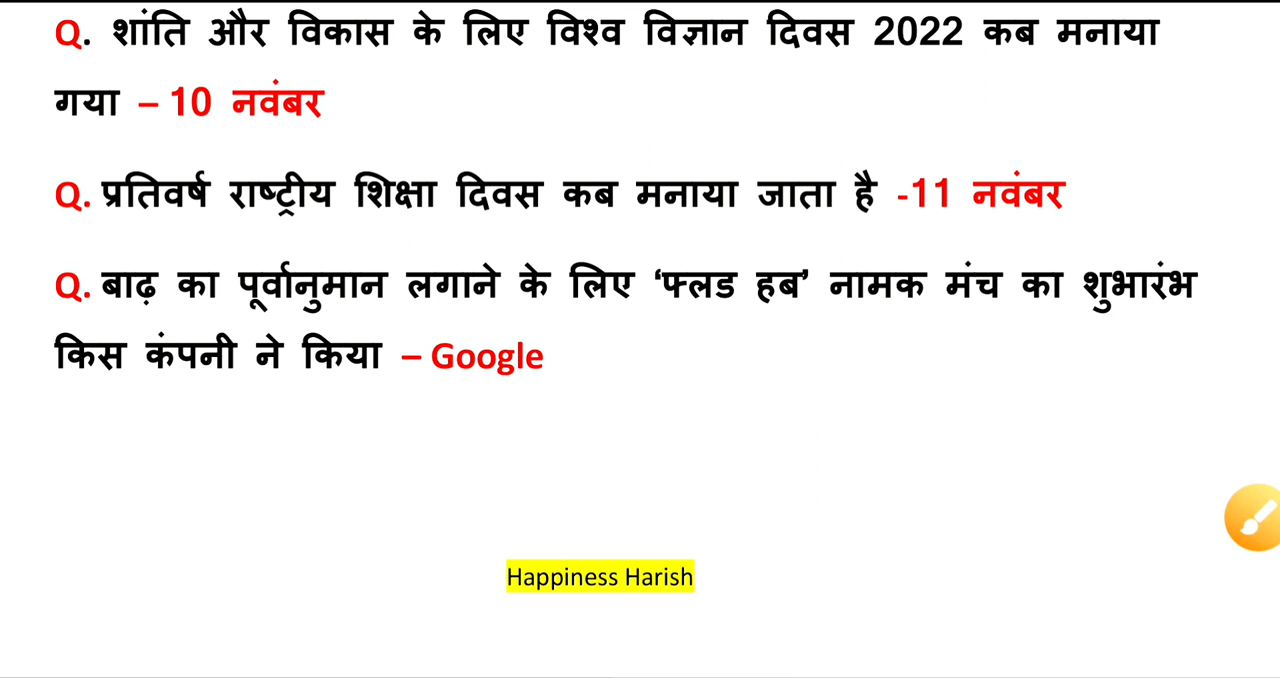 Q. शांति और विकास के लिए विश्व विज्ञान दिवस 2022 कब मनाया
गया – 10 नवंबर
Q. प्रतिवर्ष राष्ट्रीय शिक्षा दिवस कब मनाया जाता है -11 नवंबर
Q. बाढ़ का पूर्वानुमान लगाने के लिए ‘फ्लड हब’ नामक मंच का शुभारंभ
किस कंपनी ने किया – Google
Happiness Harish